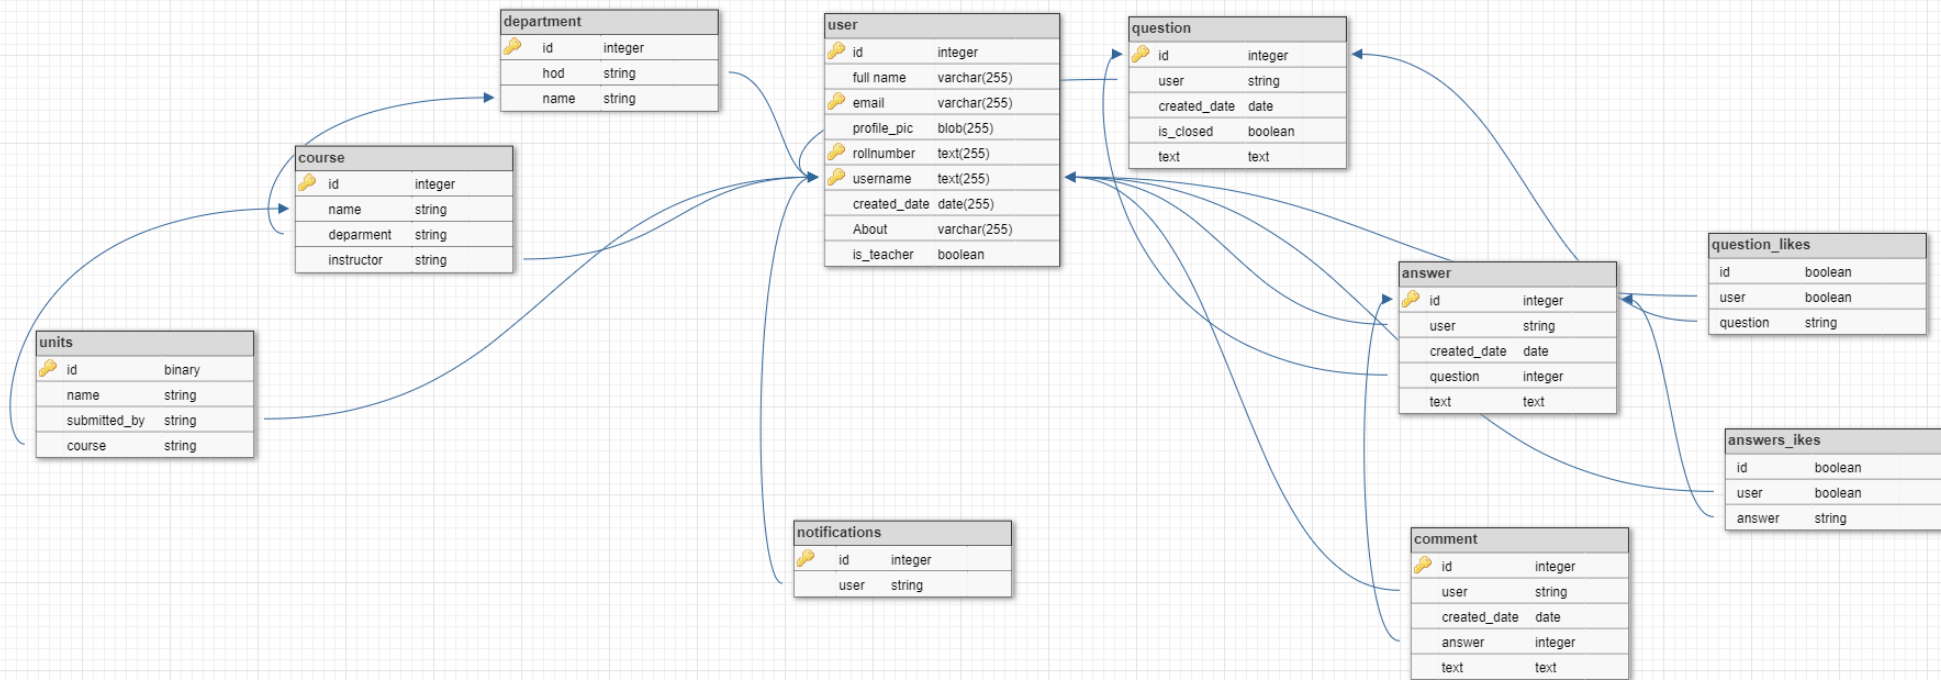 department
id integer
hod string
name string
user
id integer
full name varchar(255)
email varchar(255)
profile_pic blob(255)
rollnumber text(255)
username text(255)
created_date date(255)
About varchar(255)
is_teacher boolean
question
id integer
user string
created_date date
is_closed boolean
text text
course
id integer
name string
deparment string
instructor string
question_likes
id boolean
user boolean
question string
answer
id integer
user string
created_date date
question integer
text text
units
id binary
name string
submitted_by string
course string
answers_ikes
id boolean
user boolean
answer string
notifications
id integer
user string
comment
id integer
user string
created_date date
answer integer
text text